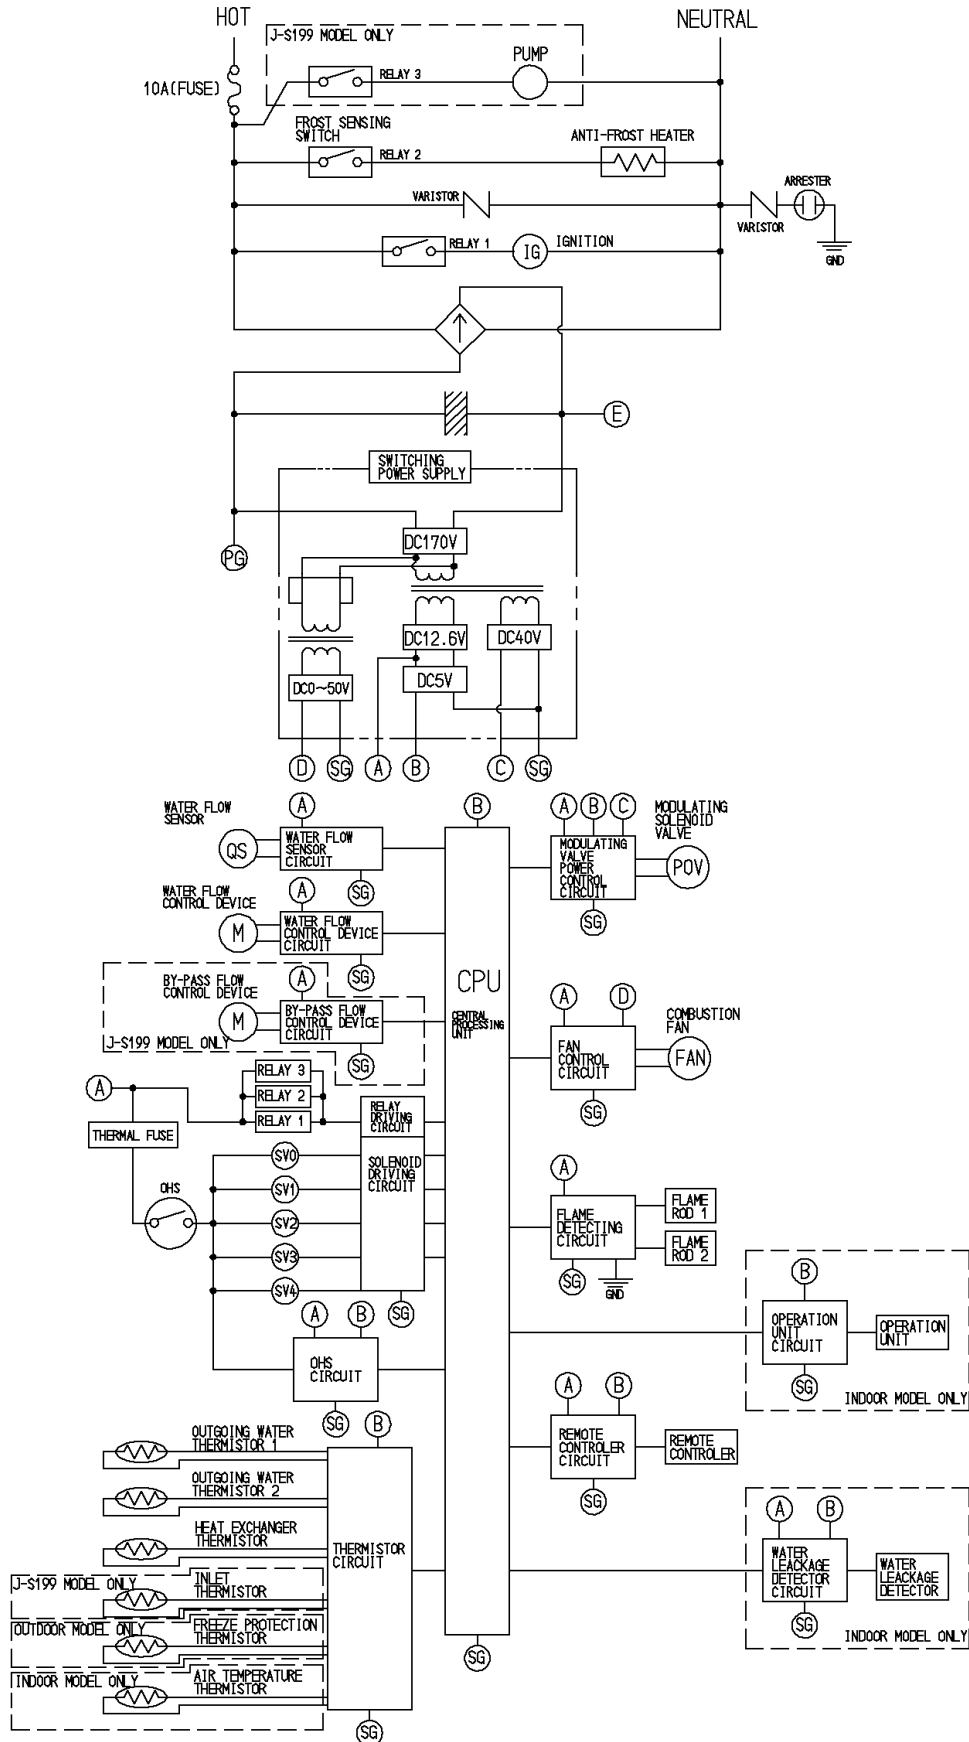 HOT
NEUTRAL
J-S199 MODEL ONLY
PUMP
RELAY 3
10A(FUSE)
FROST SENSING
SWITCH
RELAY 2
ANTI-FROST HEATER
VARISTOR
ARRESTER
VARISTOR
GND
RELAY 1
IG
IGNITION
E
SWITCHING
POWER SUPPLY
PG
DC170V
DC12.6V
DC40V
DC5V
DC0~50V
D
SG
A
B
C
SG
WATER FLOW
SENSOR
QS
A
WATER FLOW
SENSOR
CIRCUIT
SG
WATER FLOW
CONTROL DEVICE
M
A
WATER FLOW
CONTROL DEVICE
CIRCUIT
SG
BY-PASS FLOW
CONTROL DEVICE
M
A
BY-PASS FLOW
CONTROL DEVICE
CIRCUIT
SG
J-S199 MODEL ONLY
A
THERMAL FUSE
RELAY 3
RELAY 2
RELAY 1
RELAY
DRIVING
CIRCUIT
OHS
SV0
SV1
SV2
SV3
SV4
SOLENOID
DRIVING
CIRCUIT
SG
A
B
OHS
CIRCUIT
SG
B
OUTGOING WATER
THERMISTOR 1
OUTGOING WATER
THERMISTOR 2
HEAT EXCHANGER
THERMISTOR
J-S199 MODEL ONLY
INLET
THERMISTOR
OUTDOOR MODEL ONLY
FREEZE PROTECTION
THERMISTOR
INDOOR MODEL ONLY
AIR TEMPERATURE
THERMISTOR
THERMISTOR
CIRCUIT
SG
B
CPU
CENTRAL
PROCESSING
UNIT
SG
A
B
C
MODULATING
SOLENOID
VALVE
MODULATING
VALVE
POWER
CONTROL
CIRCUIT
POV
SG
A
D
COMBUSTION
FAN
FAN
CONTROL
CIRCUIT
FAN
SG
A
FLAME
DETECTING
CIRCUIT
FLAME
ROD 1
FLAME
ROD 2
SG
GND
B
OPERATION
UNIT
CIRCUIT
OPERATION
UNIT
SG
INDOOR MODEL ONLY
A
B
REMOTE
CONTROLER
CIRCUIT
REMOTE
CONTROLER
SG
A
B
WATER
LEACKAGE
DETECTOR
CIRCUIT
WATER
LEACKAGE
DETECTOR
SG
INDOOR MODEL ONLY